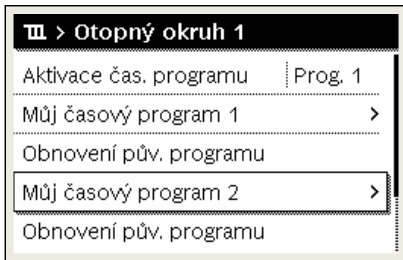 > Otopný okruh 1
Aktivace čas. programu Prog. 1
Můj časový program 1 >
Obnovení pův. programu
Můj časový program 2 >
Obnovení pův. programu